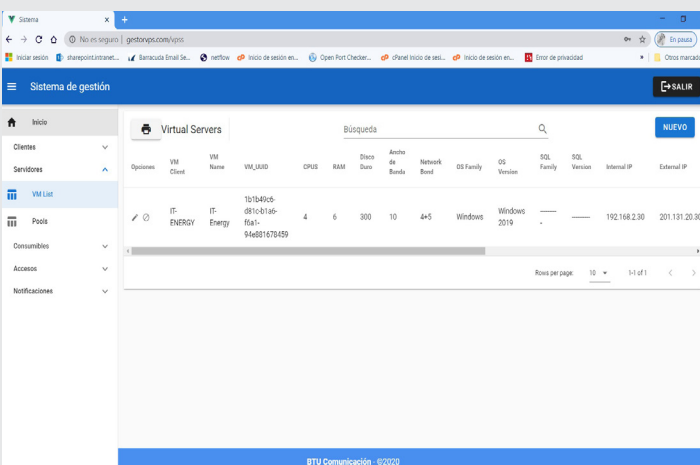 Sistema
No es seguro | gestorvps.com/vpss
En pausa
Iniciar sesión
sharepoint.intranet...
Barracuda Email Se...
netflow
Inicio de sesión en...
Open Port Checker...
cPanel Inicio de sesi...
Inicio de sesión en...
Error de privacidad
Otros marcado
Sistema de gestión
SALIR
Inicio
Clientes
Servidores
VM List
Pools
Consumibles
Accesos
Notificaciones
Virtual Servers
Búsqueda
NUEVO
Opciones VM Client VM Name VM_UUID CPUS RAM Disco Duro Ancho de Banda Network Bond OS Family OS Version SQL Family SQL Version Internal IP External IP
IT-ENERGY IT-Energy 1b1b49c6-d81c-b1a6-f6a1-94e881678459 4 6 300 10 4+5 Windows Windows 2019 ------- - ------- 192.168.2.30 201.131.20.30
Rows per page: 10 1-1 of 1
BTU Comunicación - ©2020